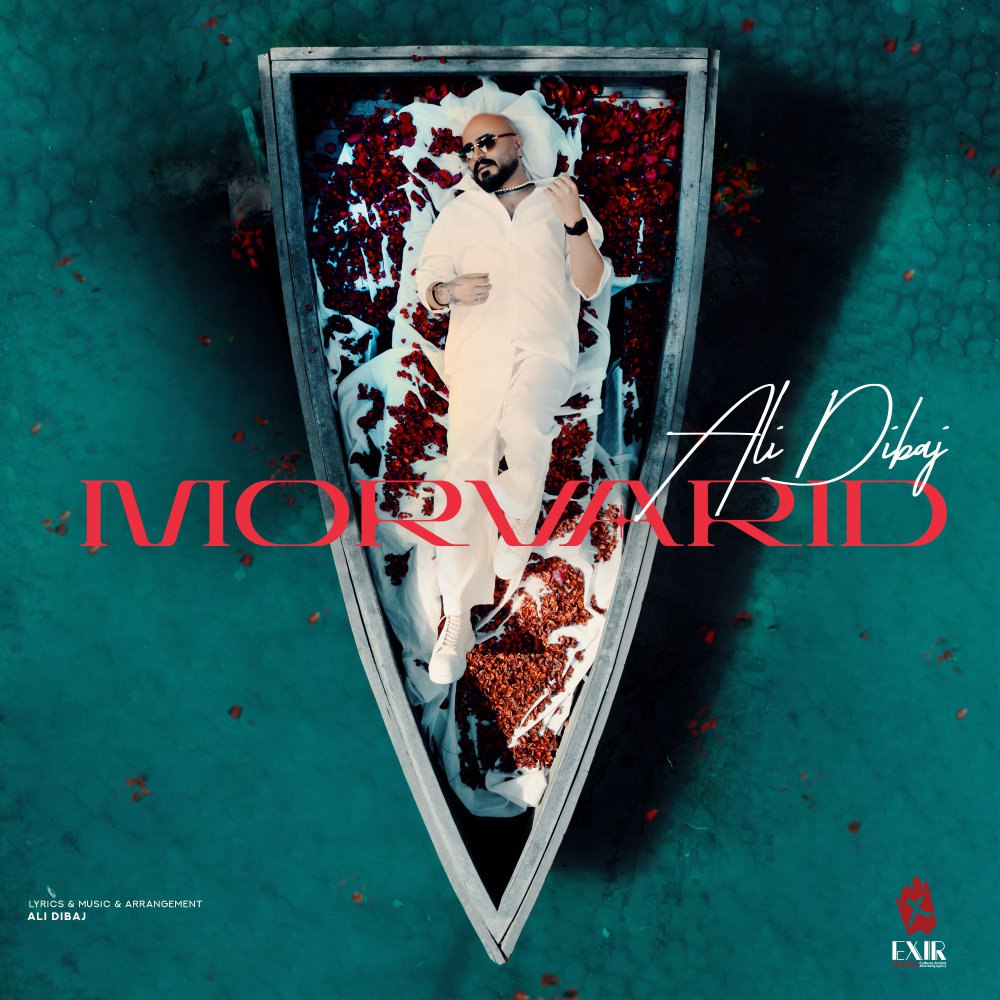 Ali Dibaj
MORVARID
LYRICS & MUSIC & ARRANGEMENT
ALI DIBAJ
EXIR